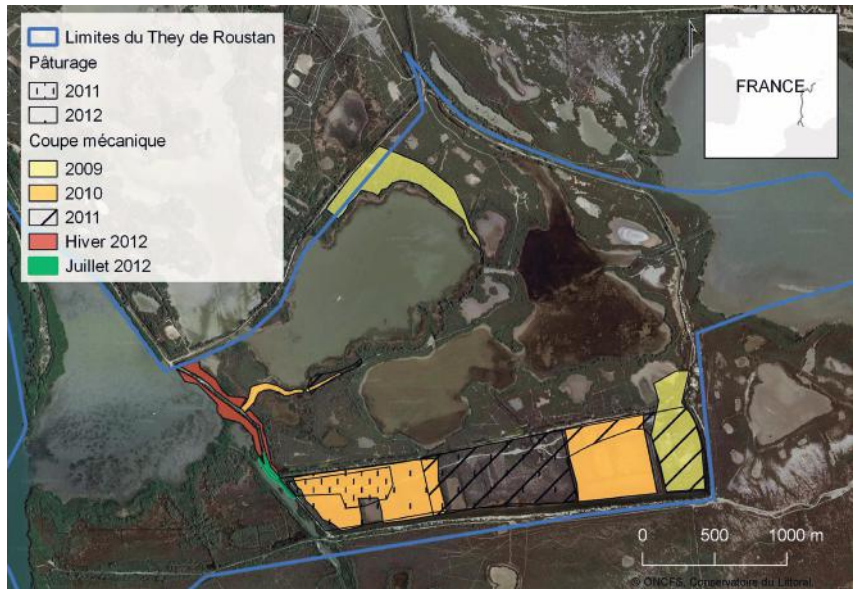 Limites du They de Roustan
Pâturage
2011
2012
Coupe mécanique
2009
2010
2011
Hiver 2012
Juillet 2012
FRANCE
0 500 1000 m
© ONCFS, Conservatoire du Littoral